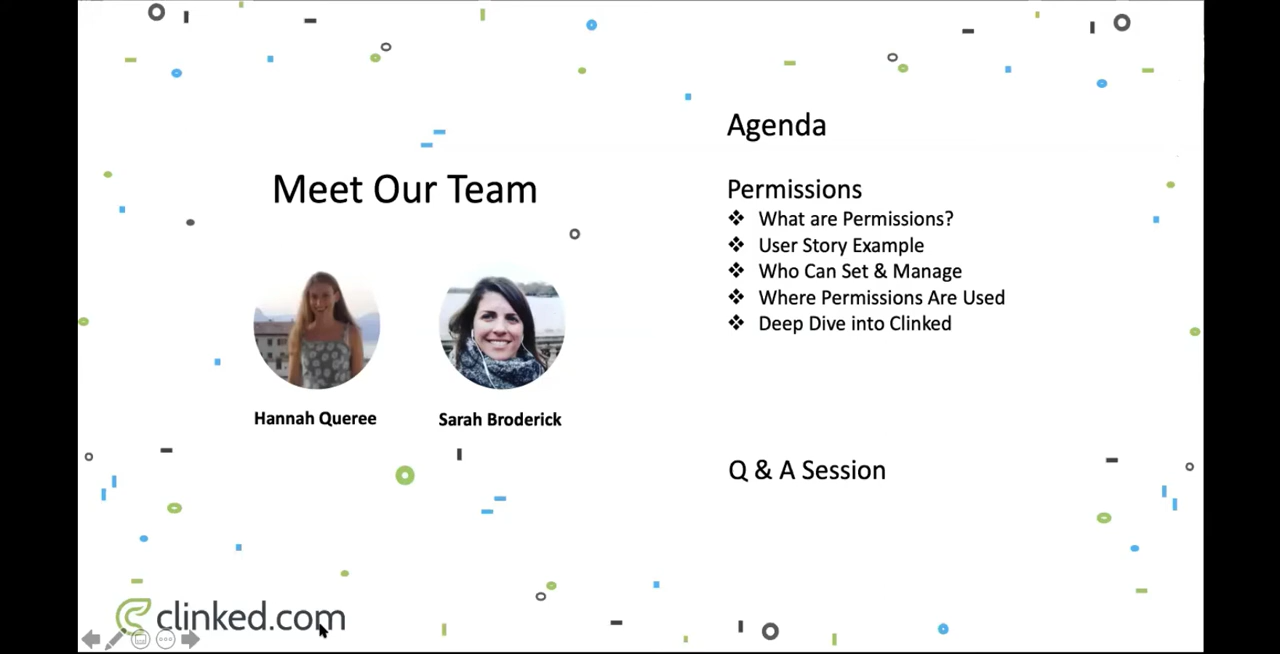 Meet Our Team
Hannah Queree
Sarah Broderick
Agenda
Permissions
What are Permissions?
User Story Example
Who Can Set & Manage
Where Permissions Are Used
Deep Dive into Clinked
Q & A Session
clinked.com